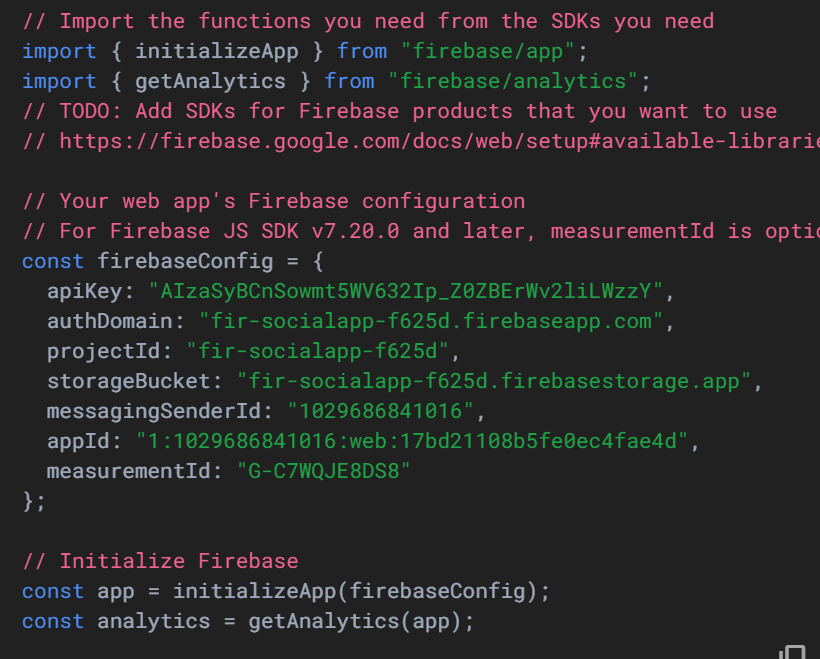 // Import the functions you need from the SDKs you need
import { initializeApp } from "firebase/app";
import { getAnalytics } from "firebase/analytics";
// TODO: Add SDKs for Firebase products that you want to use
// https://firebase.google.com/docs/web/setup#available-librarie

// Your web app's Firebase configuration
// For Firebase JS SDK v7.20.0 and later, measurementId is optio
const firebaseConfig = {
  apiKey: "AIzaSyBCnSowmt5WV632Ip_Z0ZBErWv2liLWzzY",
  authDomain: "fir-socialapp-f625d.firebaseapp.com",
  projectId: "fir-socialapp-f625d",
  storageBucket: "fir-socialapp-f625d.firebasestorage.app",
  messagingSenderId: "1029686841016",
  appId: "1:1029686841016:web:17bd21108b5fe0ec4fae4d",
  measurementId: "G-C7WQJE8DS8"
};

// Initialize Firebase
const app = initializeApp(firebaseConfig);
const analytics = getAnalytics(app);